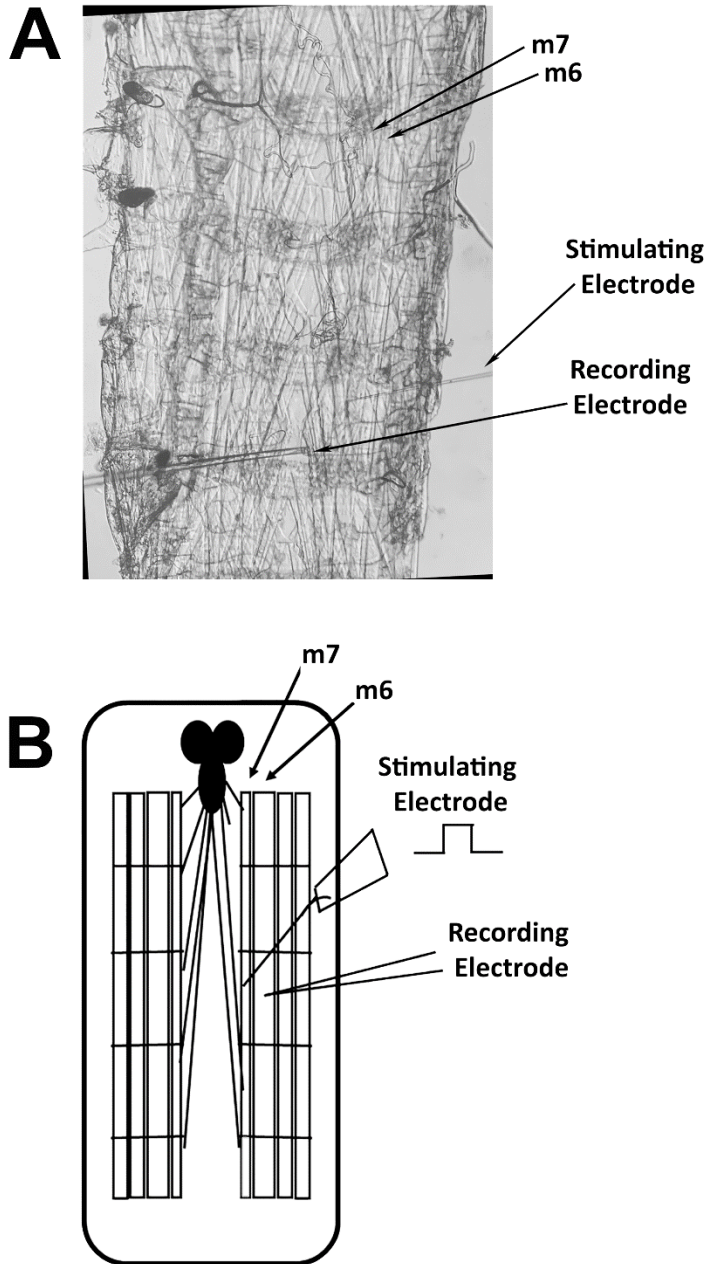 A
m7
m6
Stimulating
Electrode
Recording
Electrode
B
m7
m6
Stimulating
Electrode
Recording
Electrode